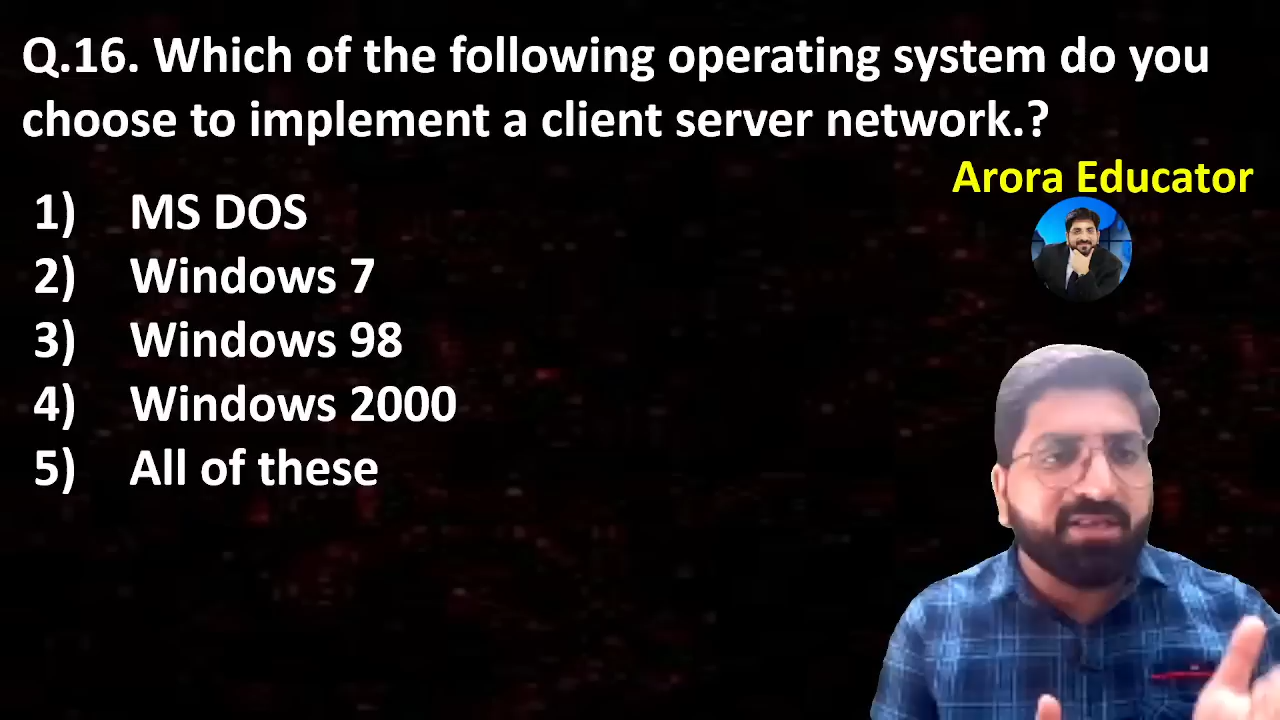 Q.16. Which of the following operating system do you
choose to implement a client server network.?
Arora Educator
1) MS DOS
2) Windows 7
3) Windows 98
4) Windows 2000
5) All of these